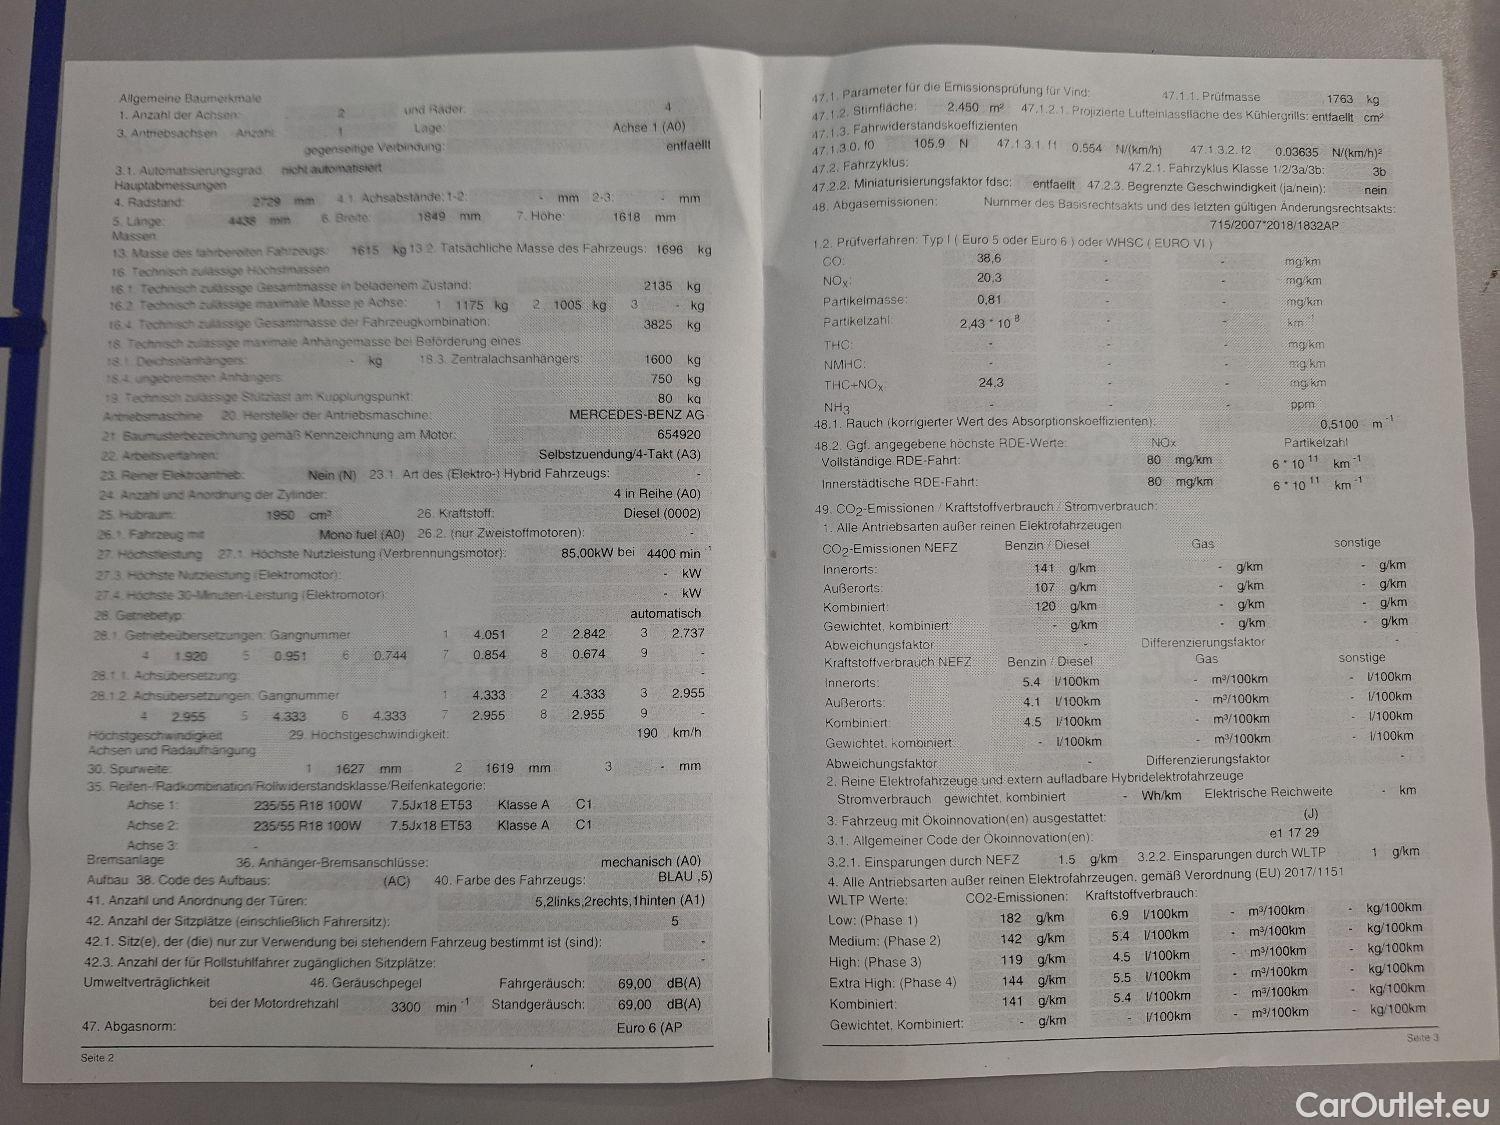 Allgemeine Baumerkmale
1. Anzahl der Achsen: 2 und Räder: 4
3. Antriebsachsen Anzahl: 1 Lage: Achse 1 (A0)
gegenseitige Verbindung: entfaellt
3.1. Automatisierungsgrad nicht automatisiert
Hauptabmessungen
4. Radstand: 2729 mm 4.1. Achsabstände:1-2: - mm 2-3: - mm
5. Länge: 4438 mm 6. Breite: 1849 mm 7. Höhe: 1618 mm
Massen
13. Masse des fahrbereiten Fahrzeugs: 1615 kg 13.2. Tatsächliche Masse des Fahrzeugs: 1696 kg
16. Technisch zulässige Höchstmassen
16.1. Technisch zulässige Gesamtmasse in beladenem Zustand: 2135 kg
16.2. Technisch zulässige maximale Masse je Achse: 1 1175 kg 2 1005 kg 3 - kg
16.4. Technisch zulässige Gesamtmasse der Fahrzeugkombination: 3825 kg
18. Technisch zulässige maximale Anhängemasse bei Beförderung eines
18.1. Deichselanhängers: - kg 18.3. Zentralachsanhängers: 1600 kg
18.4. ungebremsten Anhängers: 750 kg
19. Technisch zulässige Stützlast am Kupplungspunkt: 80 kg
Antriebsmaschine 20. Hersteller der Antriebsmaschine: MERCEDES-BENZ AG
21. Baumusterbezeichnung gemäß Kennzeichnung am Motor: 654920
22. Arbeitsverfahren: Selbstzuendung/4-Takt (A3)
23. Reiner Elektroantrieb: Nein (N) 23.1. Art des (Elektro-) Hybrid Fahrzeugs: -
24. Anzahl und Anordnung der Zylinder: 4 in Reihe (A0)
25. Hubraum: 1950 cm³ 26. Kraftstoff: Diesel (0002)
26.1. Fahrzeug mit Mono fuel (A0) 26.2. (nur Zweistoffmotoren): -
27. Höchstleistung 27.1. Höchste Nutzleistung (Verbrennungsmotor): 85,00kW bei 4400 min -1
27.3. Höchste Nutzleistung (Elektromotor): - kW
27.4. Höchste 30-Minuten-Leistung (Elektromotor): - kW
28. Getriebetyp: automatisch
28.1. Getriebeübersetzungen: Gangnummer 1 4.051 2 2.842 3 2.737
4 1.920 5 0.951 6 0.744 7 0.854 8 0.674 9 -
28.1.1. Achsübersetzung: -
28.1.2. Achsübersetzungen: Gangnummer 1 4.333 2 4.333 3 2.955
4 2.955 5 4.333 6 4.333 7 2.955 8 2.955 9 -
Höchstgeschwindigkeit 29. Höchstgeschwindigkeit: 190 km/h
Achsen und Radaufhängung
30. Spurweite: 1 1627 mm 2 1619 mm 3 - mm
35. Reifen-/Radkombination/Rollwiderstandsklasse/Reifenkategorie:
Achse 1: 235/55 R18 100W 7.5Jx18 ET53 Klasse A C1
Achse 2: 235/55 R18 100W 7.5Jx18 ET53 Klasse A C1
Achse 3: -
Bremsanlage 36. Anhänger-Bremsanschlüsse: mechanisch (A0)
Aufbau 38. Code des Aufbaus: (AC) 40. Farbe des Fahrzeugs: BLAU ,5)
41. Anzahl und Anordnung der Türen: 5,2links,2rechts,1hinten (A1)
42. Anzahl der Sitzplätze (einschließlich Fahrersitz): 5
42.1. Sitz(e), der (die) nur zur Verwendung bei stehendem Fahrzeug bestimmt ist (sind): -
42.3. Anzahl der für Rollstuhlfahrer zugänglichen Sitzplätze: -
Umweltverträglichkeit 46. Geräuschpegel Fahrgeräusch: 69,00 dB(A)
bei der Motordrehzahl 3300 min -1 Standgeräusch: 69,00 dB(A)
47. Abgasnorm: Euro 6 (AP
Seite 2
47.1. Parameter für die Emissionsprüfung für Vind: 47.1.1. Prüfmasse 1763 kg
47.1.2. Stirnfläche: 2.450 m² 47.1.2.1. Projizierte Lufteinlassfläche des Kühlergrills: entfaellt cm²
47.1.3. Fahrwiderstandskoeffizienten
47.1.3.0. f0 105.9 N 47.1.3.1. f1 0.554 N/(km/h) 47.1.3.2. f2 0.03635 N/(km/h)²
47.2. Fahrzyklus: 47.2.1. Fahrzyklus Klasse 1/2/3a/3b: 3b
47.2.2. Miniaturisierungsfaktor fdsc: entfaellt 47.2.3. Begrenzte Geschwindigkeit (ja/nein): nein
48. Abgasemissionen: Nummer des Basisrechtsakts und des letzten gültigen Änderungsrechtsakts:
715/2007*2018/1832AP
1.2. Prüfverfahren: Typ I ( Euro 5 oder Euro 6 ) oder WHSC ( EURO VI )
CO: 38,6 - - mg/km
NOx: 20,3 - - mg/km
Partikelmasse: 0,81 - - mg/km
Partikelzahl: 2,43 * 10 8 - - km -1
THC: - - - mg/km
NMHC: - - - mg/km
THC+NOx: 24,3 - - mg/km
NH3 - - - ppm
48.1. Rauch (korrigierter Wert des Absorptionskoeffizienten): 0,5100 m -1
48.2. Ggf. angegebene höchste RDE-Werte: NOx Partikelzahl
Vollständige RDE-Fahrt: 80 mg/km 6 * 10 11 km -1
Innerstädtische RDE-Fahrt: 80 mg/km 6 * 10 11 km -1
49. CO2-Emissionen / Kraftstoffverbrauch / Stromverbrauch:
1. Alle Antriebsarten außer reinen Elektrofahrzeugen
CO2-Emissionen NEFZ Benzin / Diesel Gas sonstige
Innerorts: 141 g/km - g/km - g/km
Außerorts: 107 g/km - g/km - g/km
Kombiniert: 120 g/km - g/km - g/km
Gewichtet, kombiniert: - g/km - g/km - g/km
Abweichungsfaktor - Differenzierungsfaktor -
Kraftstoffverbrauch NEFZ Benzin / Diesel Gas sonstige
Innerorts: 5.4 l/100km - m³/100km - l/100km
Außerorts: 4.1 l/100km - m³/100km - l/100km
Kombiniert: 4.5 l/100km - m³/100km - l/100km
Gewichtet, kombiniert: - l/100km - m³/100km - l/100km
Abweichungsfaktor - Differenzierungsfaktor -
2. Reine Elektrofahrzeuge und extern aufladbare Hybridelektrofahrzeuge
Stromverbrauch gewichtet, kombiniert - Wh/km Elektrische Reichweite - km
3. Fahrzeug mit Ökoinnovation(en) ausgestattet: (J)
3.1. Allgemeiner Code der Ökoinnovation(en): e1 17 29
3.2.1. Einsparungen durch NEFZ 1.5 g/km 3.2.2. Einsparungen durch WLTP 1 g/km
4. Alle Antriebsarten außer reinen Elektrofahrzeugen, gemäß Verordnung (EU) 2017/1151
WLTP Werte: CO2-Emissionen: Kraftstoffverbrauch:
Low: (Phase 1) 182 g/km 6.9 l/100km - m³/100km - kg/100km
Medium: (Phase 2) 142 g/km 5.4 l/100km - m³/100km - kg/100km
High: (Phase 3) 119 g/km 4.5 l/100km - m³/100km - kg/100km
Extra High: (Phase 4) 144 g/km 5.5 l/100km - m³/100km - kg/100km
Kombiniert: 141 g/km 5.4 l/100km - m³/100km - kg/100km
Gewichtet, Kombiniert: - g/km - l/100km - m³/100km - kg/100km
Seite 3
CarOutlet.eu